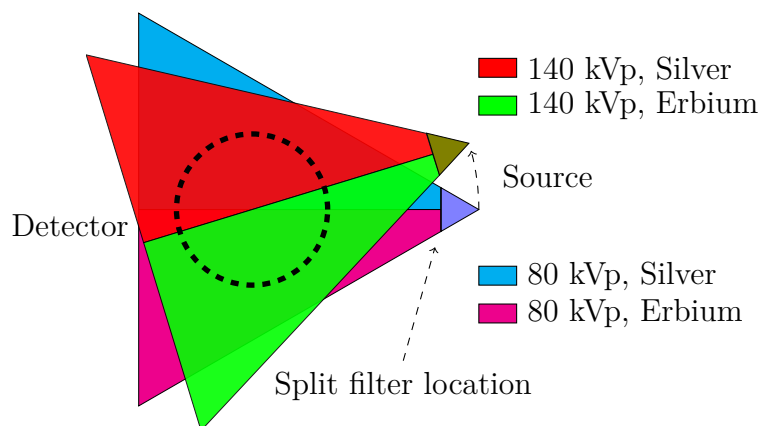 140 kVp, Silver
140 kVp, Erbium
Source
Detector
80 kVp, Silver
80 kVp, Erbium
Split filter location